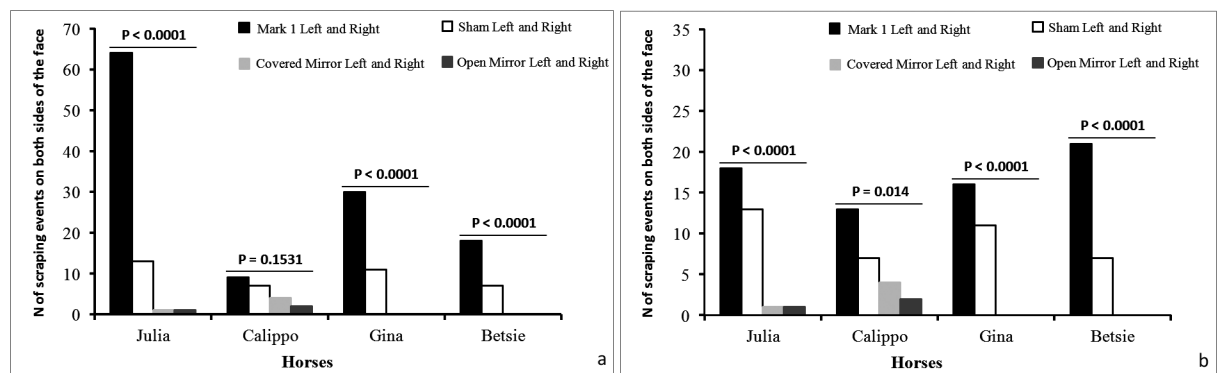 N of scraping events on both sides of the face
70
60
50
40
30
20
10
0
Mark 1 Left and Right
Sham Left and Right
Covered Mirror Left and Right
Open Mirror Left and Right
P < 0.0001
P = 0.1531
P < 0.0001
P < 0.0001
Julia
Calippo
Gina
Betsie
Horses
a
N of scraping events on both sides of the face
35
30
25
20
15
10
5
0
Mark 1 Left and Right
Sham Left and Right
Covered Mirror Left and Right
Open Mirror Left and Right
P < 0.0001
P = 0.014
P < 0.0001
P < 0.0001
Julia
Calippo
Gina
Betsie
Horses
b